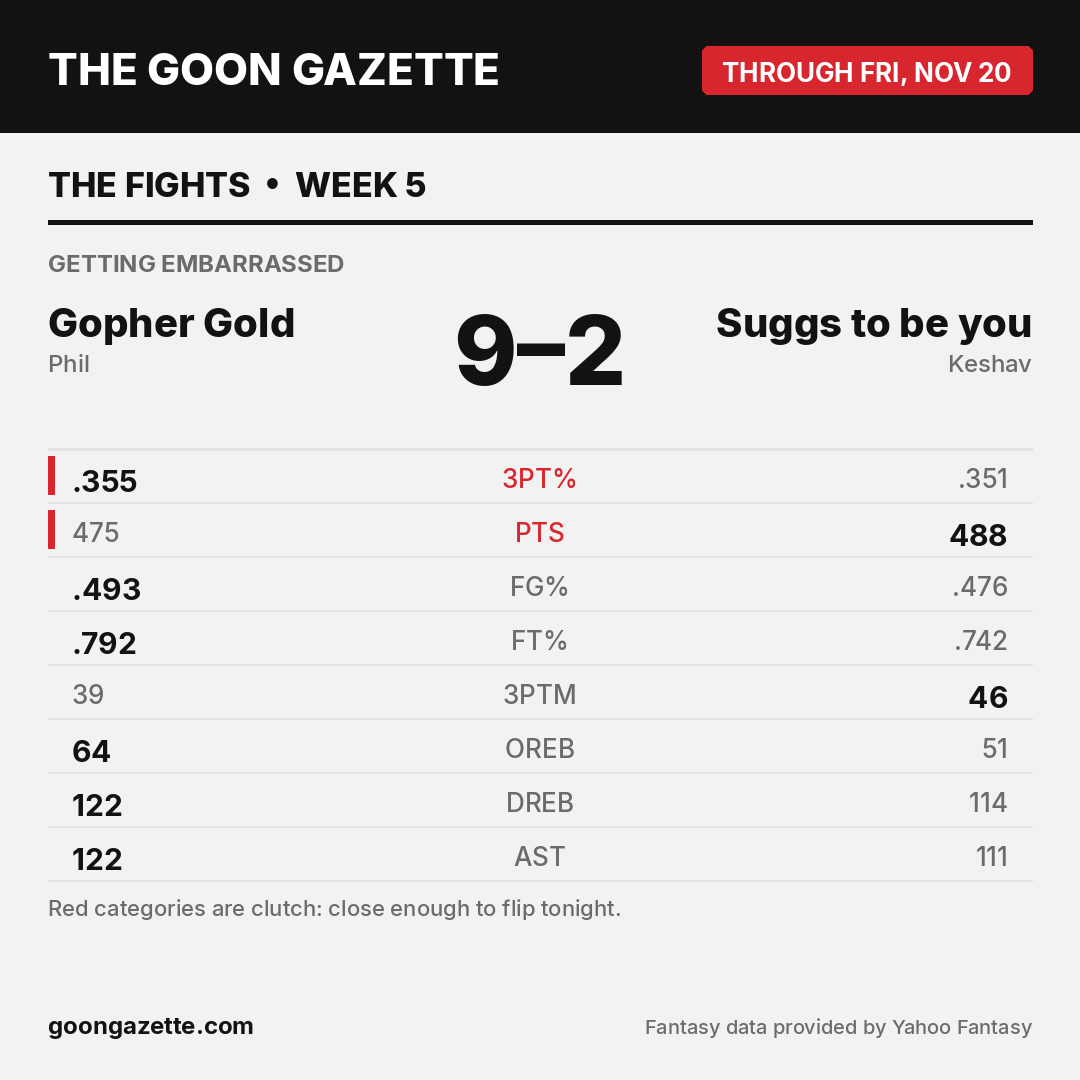 THE GOON GAZETTE
THROUGH FRI, NOV 20
THE FIGHTS • WEEK 5
GETTING EMBARRASSED
Gopher Gold 9–2 Suggs to be you
Phil Keshav
.355 3PT% .351
475 PTS 488
.493 FG% .476
.792 FT% .742
39 3PTM 46
64 OREB 51
122 DREB 114
122 AST 111
Red categories are clutch: close enough to flip tonight.
goongazette.com Fantasy data provided by Yahoo Fantasy